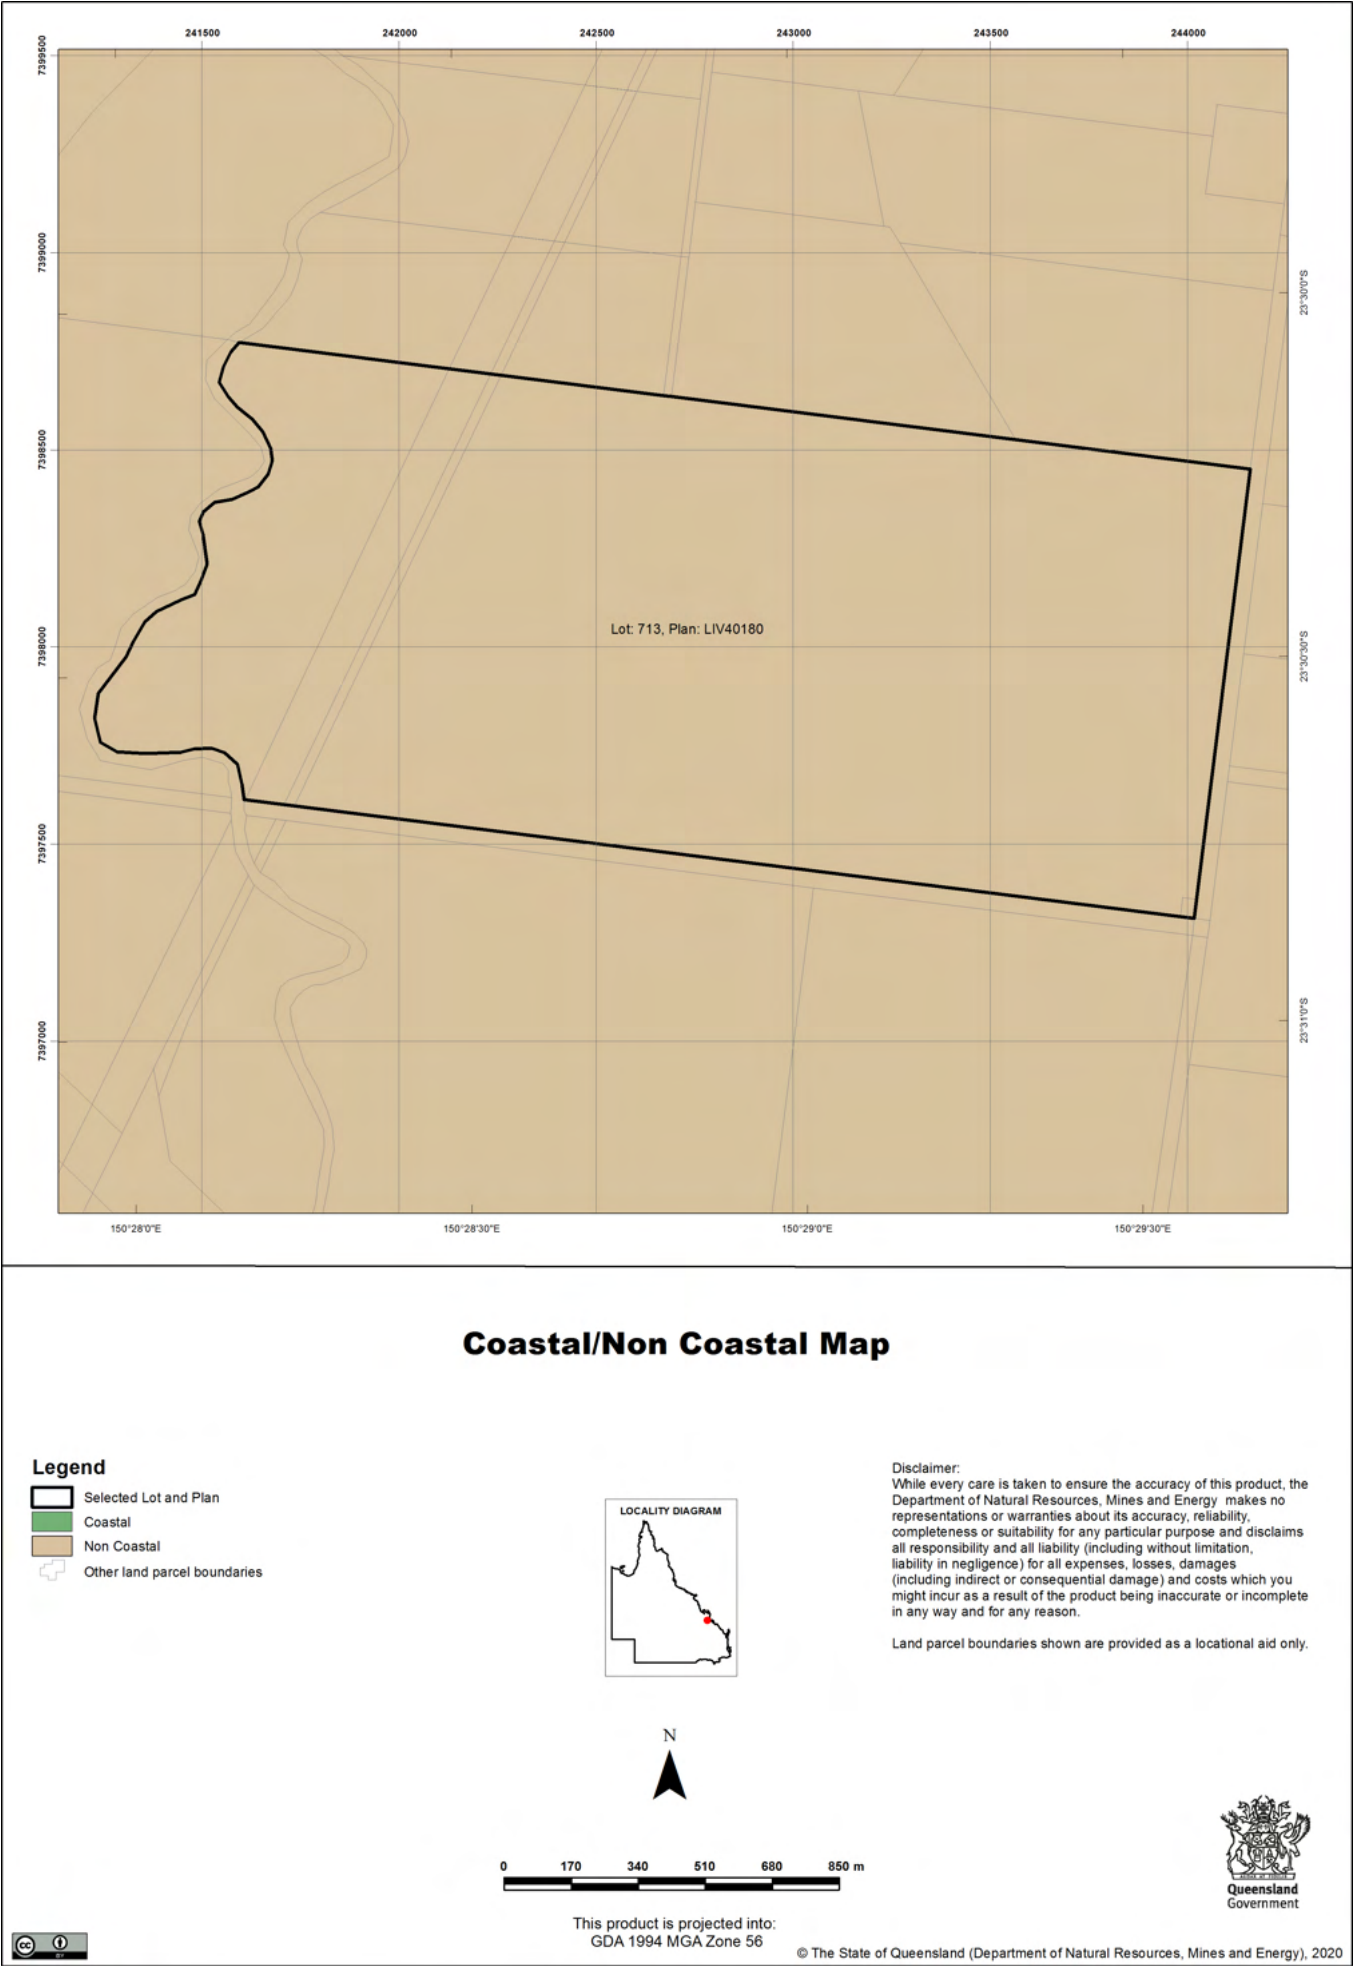 241500 242000 242500 243000 243500 244000
7399500
7399000
7398500
7398000
7397500
7397000
23°30'0"S
23°30'30"S
23°31'0"S
Lot: 713, Plan: LIV40180
150°28'0"E 150°28'30"E 150°29'0"E 150°29'30"E
Coastal/Non Coastal Map
Legend
Selected Lot and Plan
Coastal
Non Coastal
Other land parcel boundaries
LOCALITY DIAGRAM
Disclaimer:
While every care is taken to ensure the accuracy of this product, the
Department of Natural Resources, Mines and Energy makes no
representations or warranties about its accuracy, reliability,
completeness or suitability for any particular purpose and disclaims
all responsibility and all liability (including without limitation,
liability in negligence) for all expenses, losses, damages
(including indirect or consequential damage) and costs which you
might incur as a result of the product being inaccurate or incomplete
in any way and for any reason.
Land parcel boundaries shown are provided as a locational aid only.
N
0 170 340 510 680 850 m
This product is projected into:
GDA 1994 MGA Zone 56
Queensland
Government
cc
BY
© The State of Queensland (Department of Natural Resources, Mines and Energy), 2020